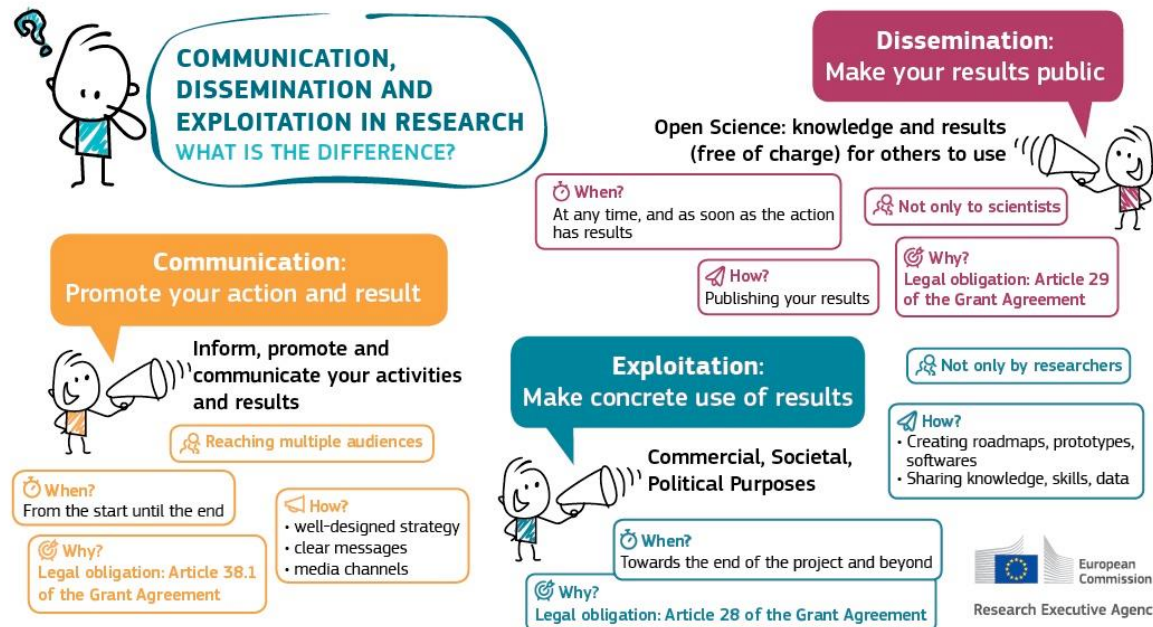 COMMUNICATION,
DISSEMINATION AND
EXPLOITATION IN RESEARCH
WHAT IS THE DIFFERENCE?
Dissemination:
Make your results public
Open Science: knowledge and results
(free of charge) for others to use
When?
At any time, and as soon as the action
has results
Not only to scientists
How?
Publishing your results
Why?
Legal obligation: Article 29
of the Grant Agreement
Communication:
Promote your action and result
Inform, promote and
communicate your activities
and results
Reaching multiple audiences
When?
From the start until the end
How?
• well-designed strategy
• clear messages
• media channels
Why?
Legal obligation: Article 38.1
of the Grant Agreement
Exploitation:
Make concrete use of results
Commercial, Societal,
Political Purposes
Not only by researchers
How?
• Creating roadmaps, prototypes,
softwares
• Sharing knowledge, skills, data
When?
Towards the end of the project and beyond
Why?
Legal obligation: Article 28 of the Grant Agreement
European
Commission
Research Executive Agenc